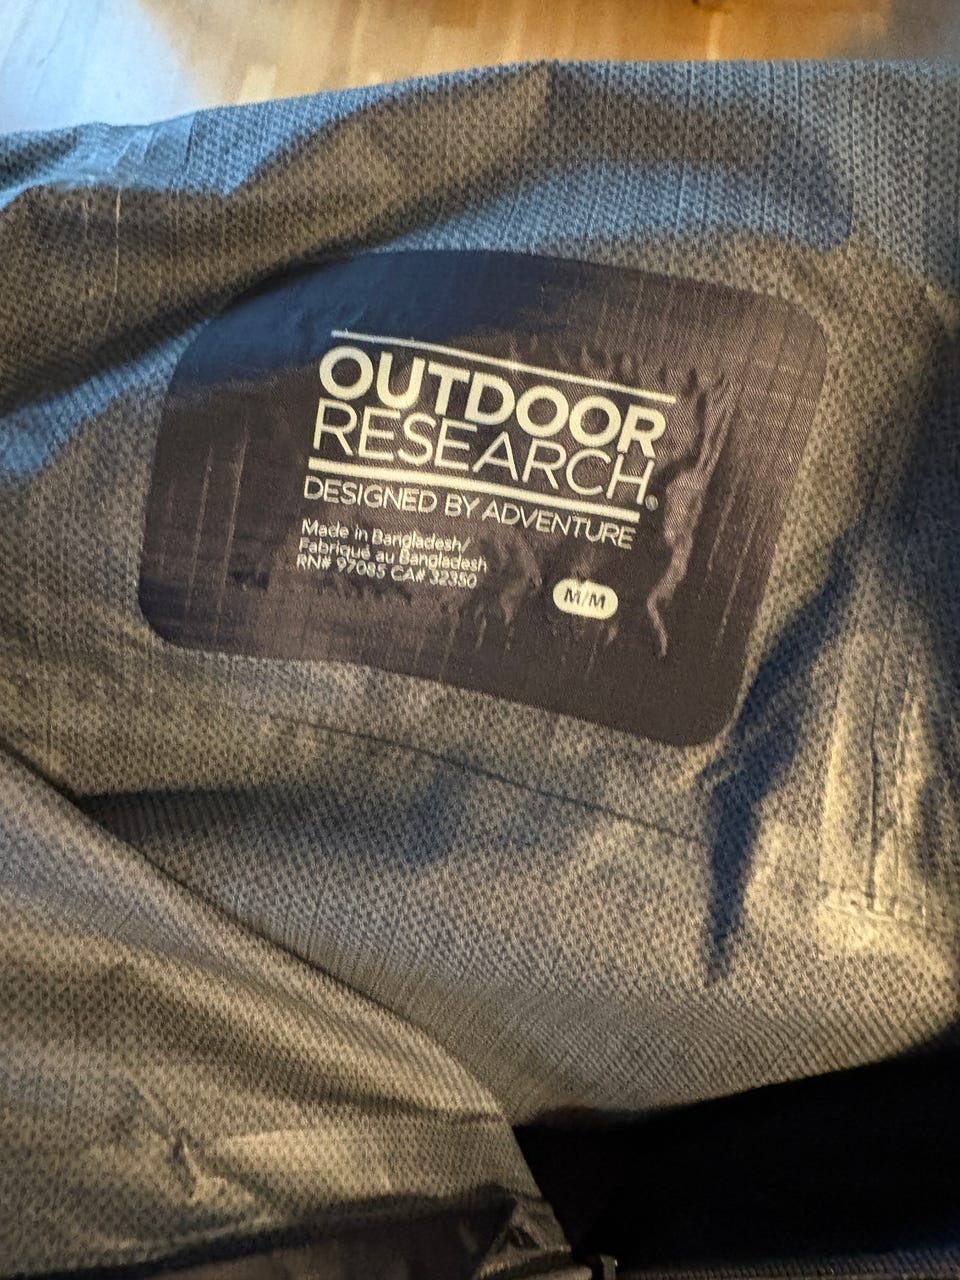 OUTDOOR
RESEARCH®
DESIGNED BY ADVENTURE
Made in Bangladesh/
Fabriqué au Bangladesh
RN# 97085 CA# 32350
M/M